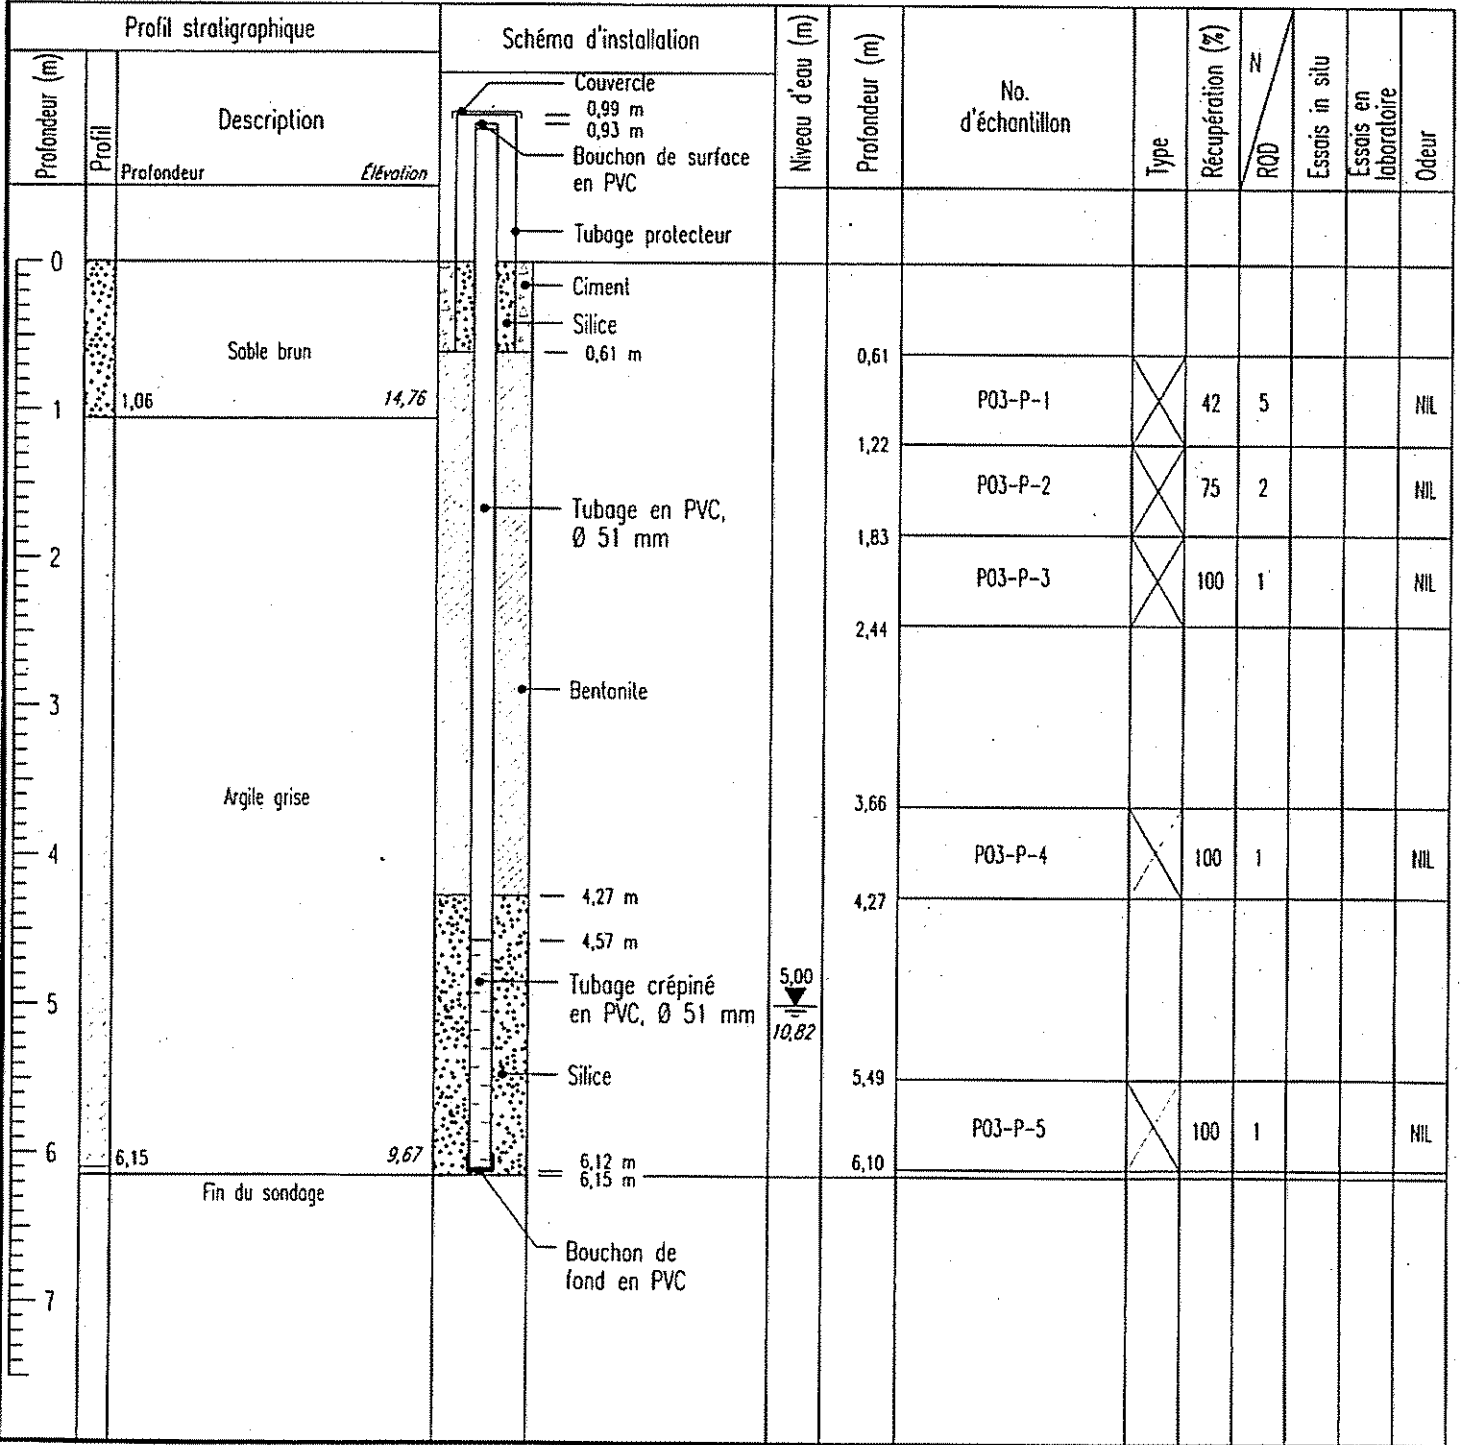 Profil stratigraphique
Schéma d'installation
Profondeur (m)
Profil
Description
Profondeur Élévation
Niveau d'eau (m)
Profondeur (m)
No.
d'échantillon
Type
Récupération (%)
N
RQD
Essais in situ
Essais en
laboratoire
Odeur
Couvercle
0,99 m
0,93 m
Bouchon de surface
en PVC
Tubage protecteur
0
Ciment
Silice
0,61 m
Sable brun
1,06 14,76
1
Tubage en PVC,
Ø 51 mm
2
Bentonite
3
Argile grise
4
4,27 m
4,57 m
Tubage crépiné
en PVC, Ø 51 mm
5
5,00
10,82
Silice
6
6,15 9,67
6,12 m
6,15 m
Fin du sondage
Bouchon de
fond en PVC
7
0,61
P03-P-1 42 5 NIL
1,22
P03-P-2 75 2 NIL
1,83
P03-P-3 100 1 NIL
2,44
3,66
P03-P-4 100 1 NIL
4,27
5,49
P03-P-5 100 1 NIL
6,10